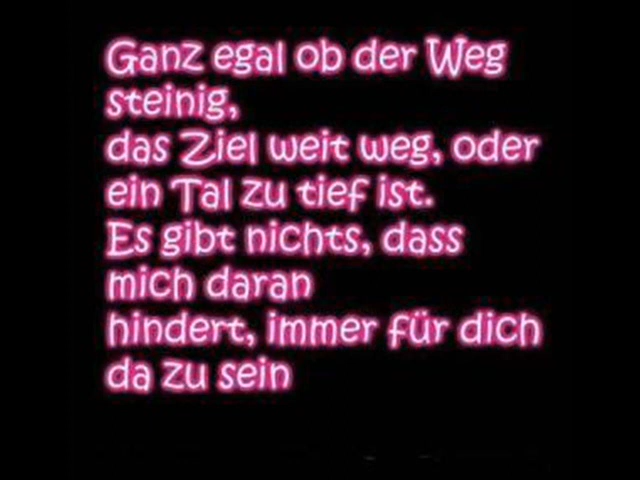 Ganz egal ob der Weg
steinig,
das Ziel weit weg, oder
ein Tal zu tief ist.
Es gibt nichts, dass
mich daran
hindert, immer für dich
da zu sein